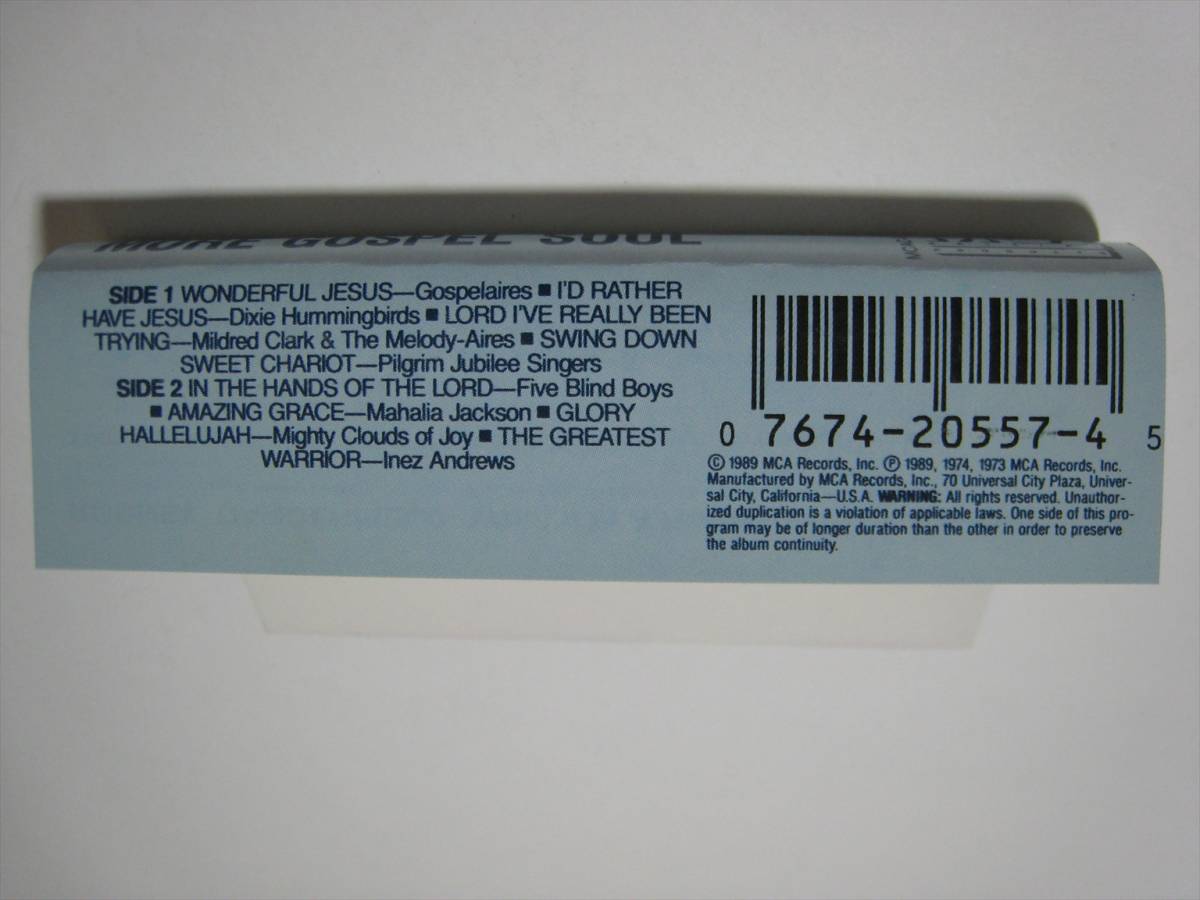 MORE GOSPEL SOUL
MCAC
SIDE 1 WONDERFUL JESUS—Gospelaires ■ I'D RATHER
HAVE JESUS—Dixie Hummingbirds ■ LORD I'VE REALLY BEEN
TRYING—Mildred Clark & The Melody-Aires ■ SWING DOWN
SWEET CHARIOT—Pilgrim Jubilee Singers
SIDE 2 IN THE HANDS OF THE LORD—Five Blind Boys
■ AMAZING GRACE—Mahalia Jackson ■ GLORY
HALLELUJAH—Mighty Clouds of Joy ■ THE GREATEST
WARRIOR—Inez Andrews
0 7674-20557-4 5
© 1989 MCA Records, Inc. ℗ 1989, 1974, 1973 MCA Records, Inc.
Manufactured by MCA Records, Inc., 70 Universal City Plaza, Univer-
sal City, California—U.S.A. WARNING: All rights reserved. Unauthor-
ized duplication is a violation of applicable laws. One side of this pro-
gram may be of longer duration than the other in order to preserve
the album continuity.